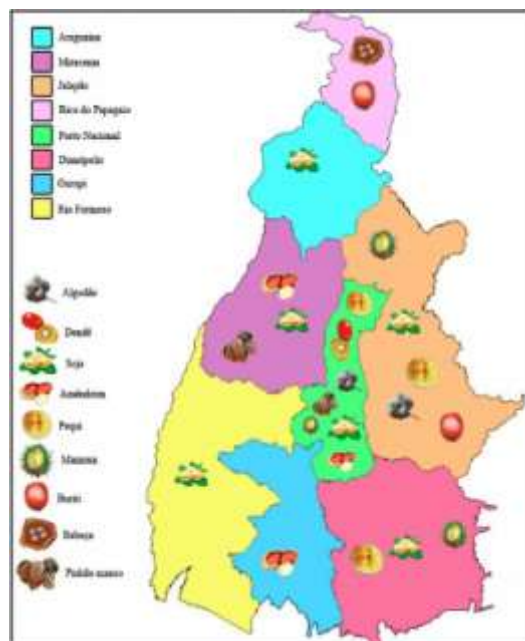 Araguaína
Miracema
Jalapão
Bico do Papagaio
Porto Nacional
Dianópolis
Gurupi
Rio Formoso
Algodão
Dendê
Soja
Amendoim
Pequi
Mamona
Buriti
Babaçu
Pinhão manso